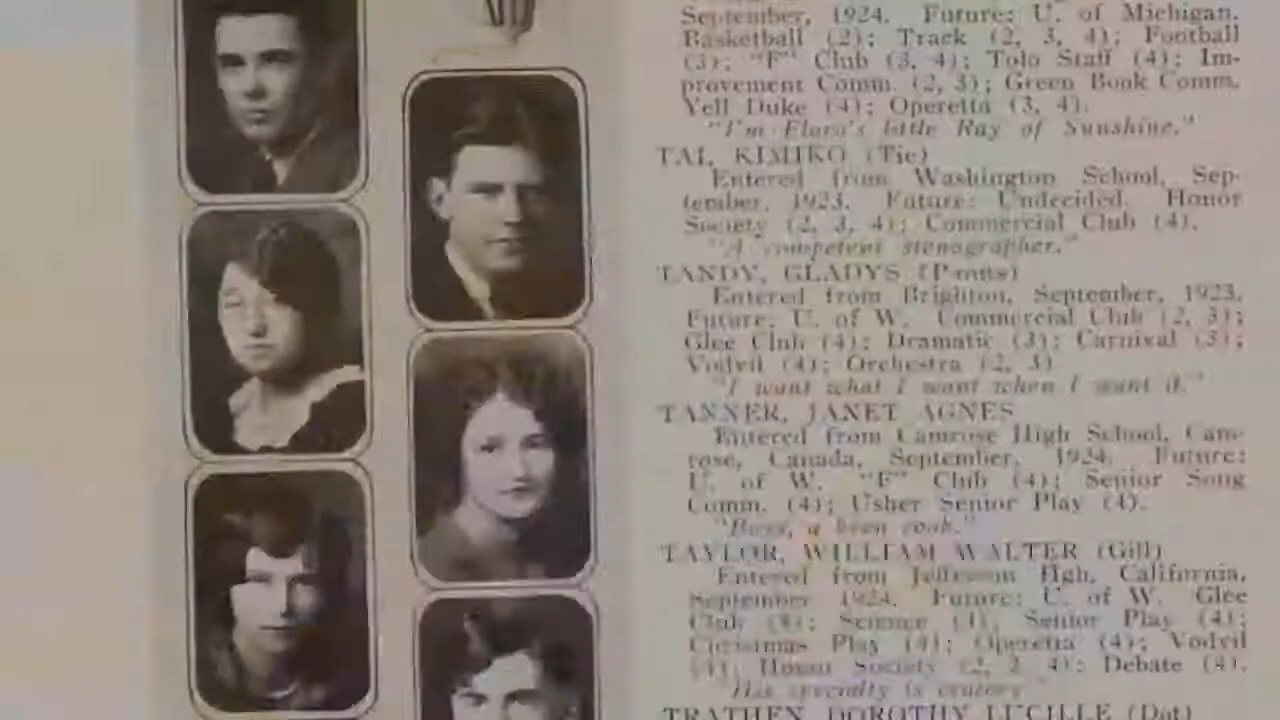 September, 1924. Future: U. of Michigan.
Basketball (2); Track (2, 3, 4); Football
(3); "F" Club (3, 4); Tolo Staff (4); Im-
provement Comm. (2, 3); Green Book Comm.
Yell Duke (4); Operetta (3, 4).
"I'm Flora's little Ray of Sunshine."
TAI, KIMIKO (Tie)
Entered from Washington School, Sep-
tember, 1923. Future: Undecided. Honor
Society (2, 3, 4); Commercial Club (4).
"A competent stenographer."
TANDY, GLADYS
Entered from Brighton, September, 1923.
Future: U. of W. Commercial Club (2, 3);
Glee Club (4); Dramatic (3); Carnival (3);
Vodvil (4); Orchestra (2, 3)
"I want what I want when I want it."
TANNER, JANET AGNES
Entered from Camrose High School, Cam-
rose, Canada, September, 1924. Future:
U. of W. "F" Club (4); Senior Song
Comm. (4); Usher Senior Play (4).
"Boys, a keen cook."
TAYLOR, WILLIAM WALTER (Gill)
Entered from Jefferson Hgh, California,
September 1924. Future: U. of W. Glee
Club (4); Science (4), Senior Play (4);
Christmas Play (4); Operetta (4); Vodvil
(4), Honor Society (2, 4); Debate (4).
"His specialty is oratory
TRATHEN, DOROTHY LUCILLE (Dot)